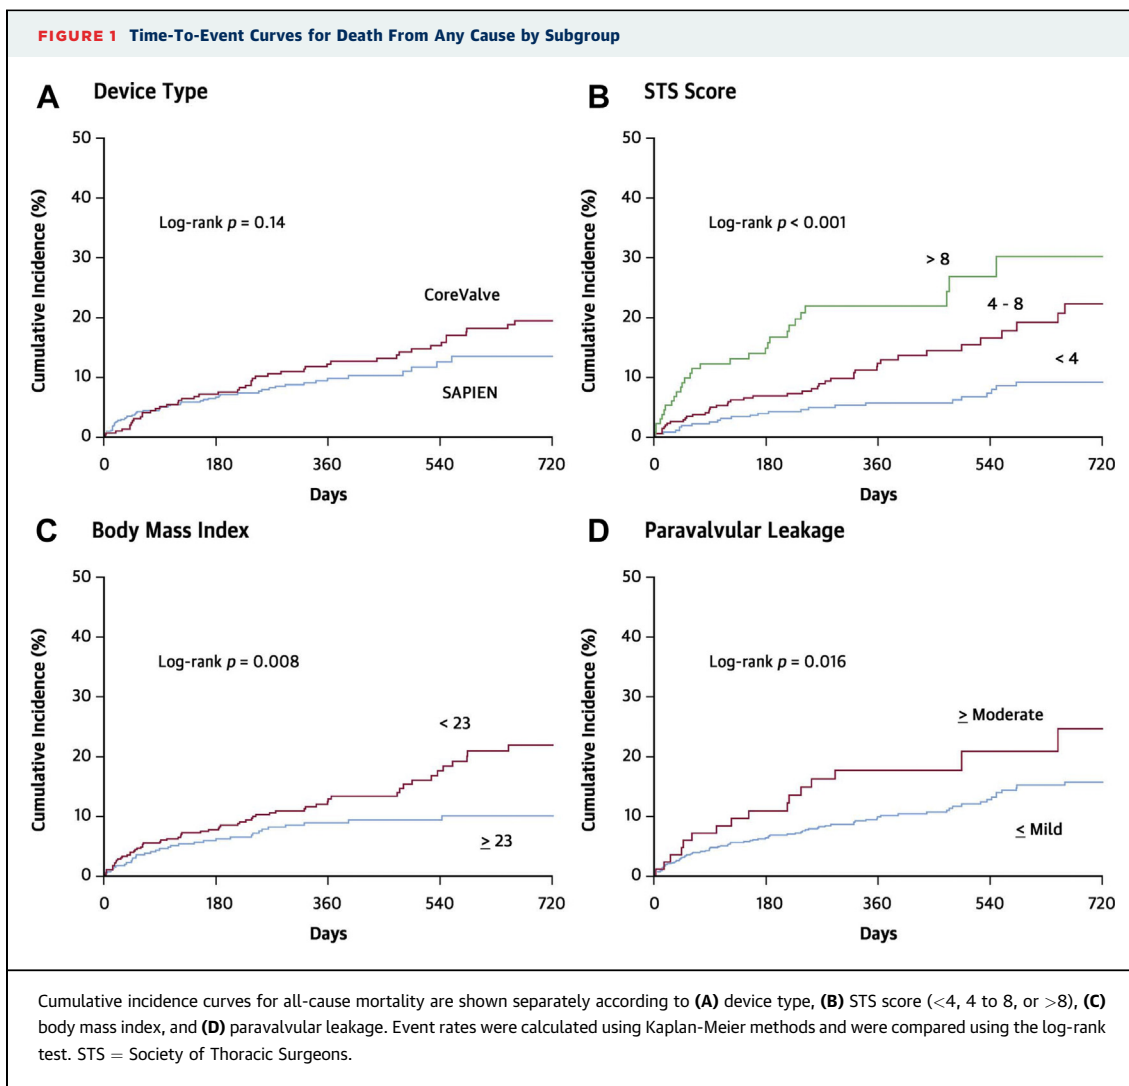 FIGURE 1 Time-To-Event Curves for Death From Any Cause by Subgroup
A Device Type
50
40
30
20
10
0
Cumulative Incidence (%)
Log-rank p = 0.14
CoreValve
SAPIEN
0 180 360 540 720
Days
B STS Score
50
40
30
20
10
0
Cumulative Incidence (%)
Log-rank p < 0.001
> 8
4 - 8
< 4
0 180 360 540 720
Days
C Body Mass Index
50
40
30
20
10
0
Cumulative Incidence (%)
Log-rank p = 0.008
< 23
≥ 23
0 180 360 540 720
Days
D Paravalvular Leakage
50
40
30
20
10
0
Cumulative Incidence (%)
Log-rank p = 0.016
≥ Moderate
≤ Mild
0 180 360 540 720
Days
Cumulative incidence curves for all-cause mortality are shown separately according to (A) device type, (B) STS score (<4, 4 to 8, or >8), (C)
body mass index, and (D) paravalvular leakage. Event rates were calculated using Kaplan-Meier methods and were compared using the log-rank
test. STS = Society of Thoracic Surgeons.